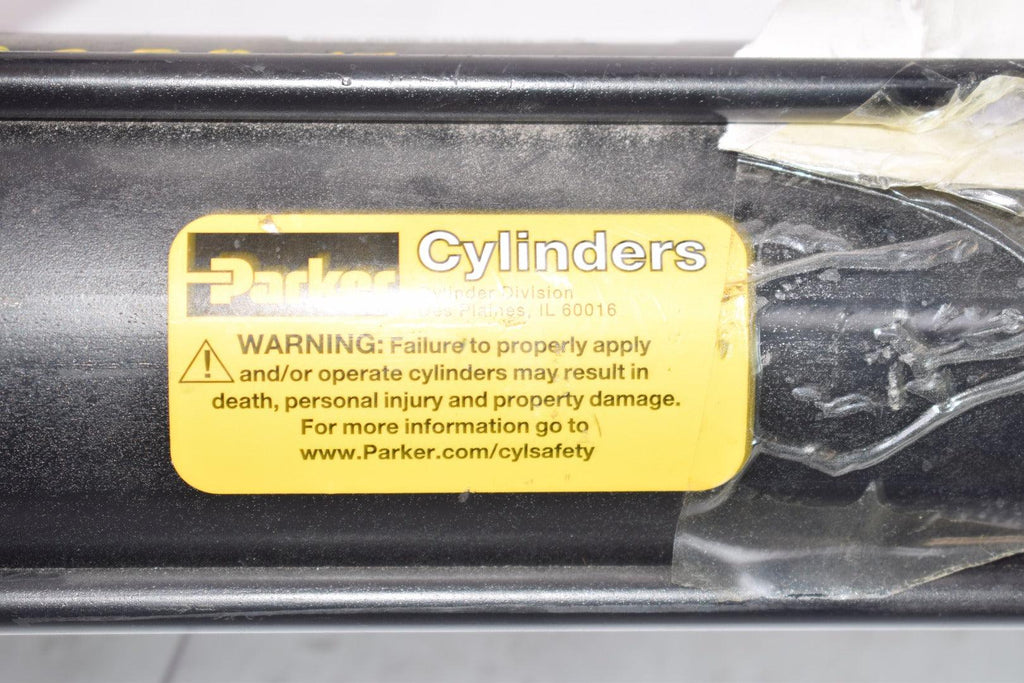 Parker
Cylinders
Cylinder Division
Des Plaines, IL 60016
WARNING: Failure to properly apply
and/or operate cylinders may result in
death, personal injury and property damage.
For more information go to
www.Parker.com/cylsafety